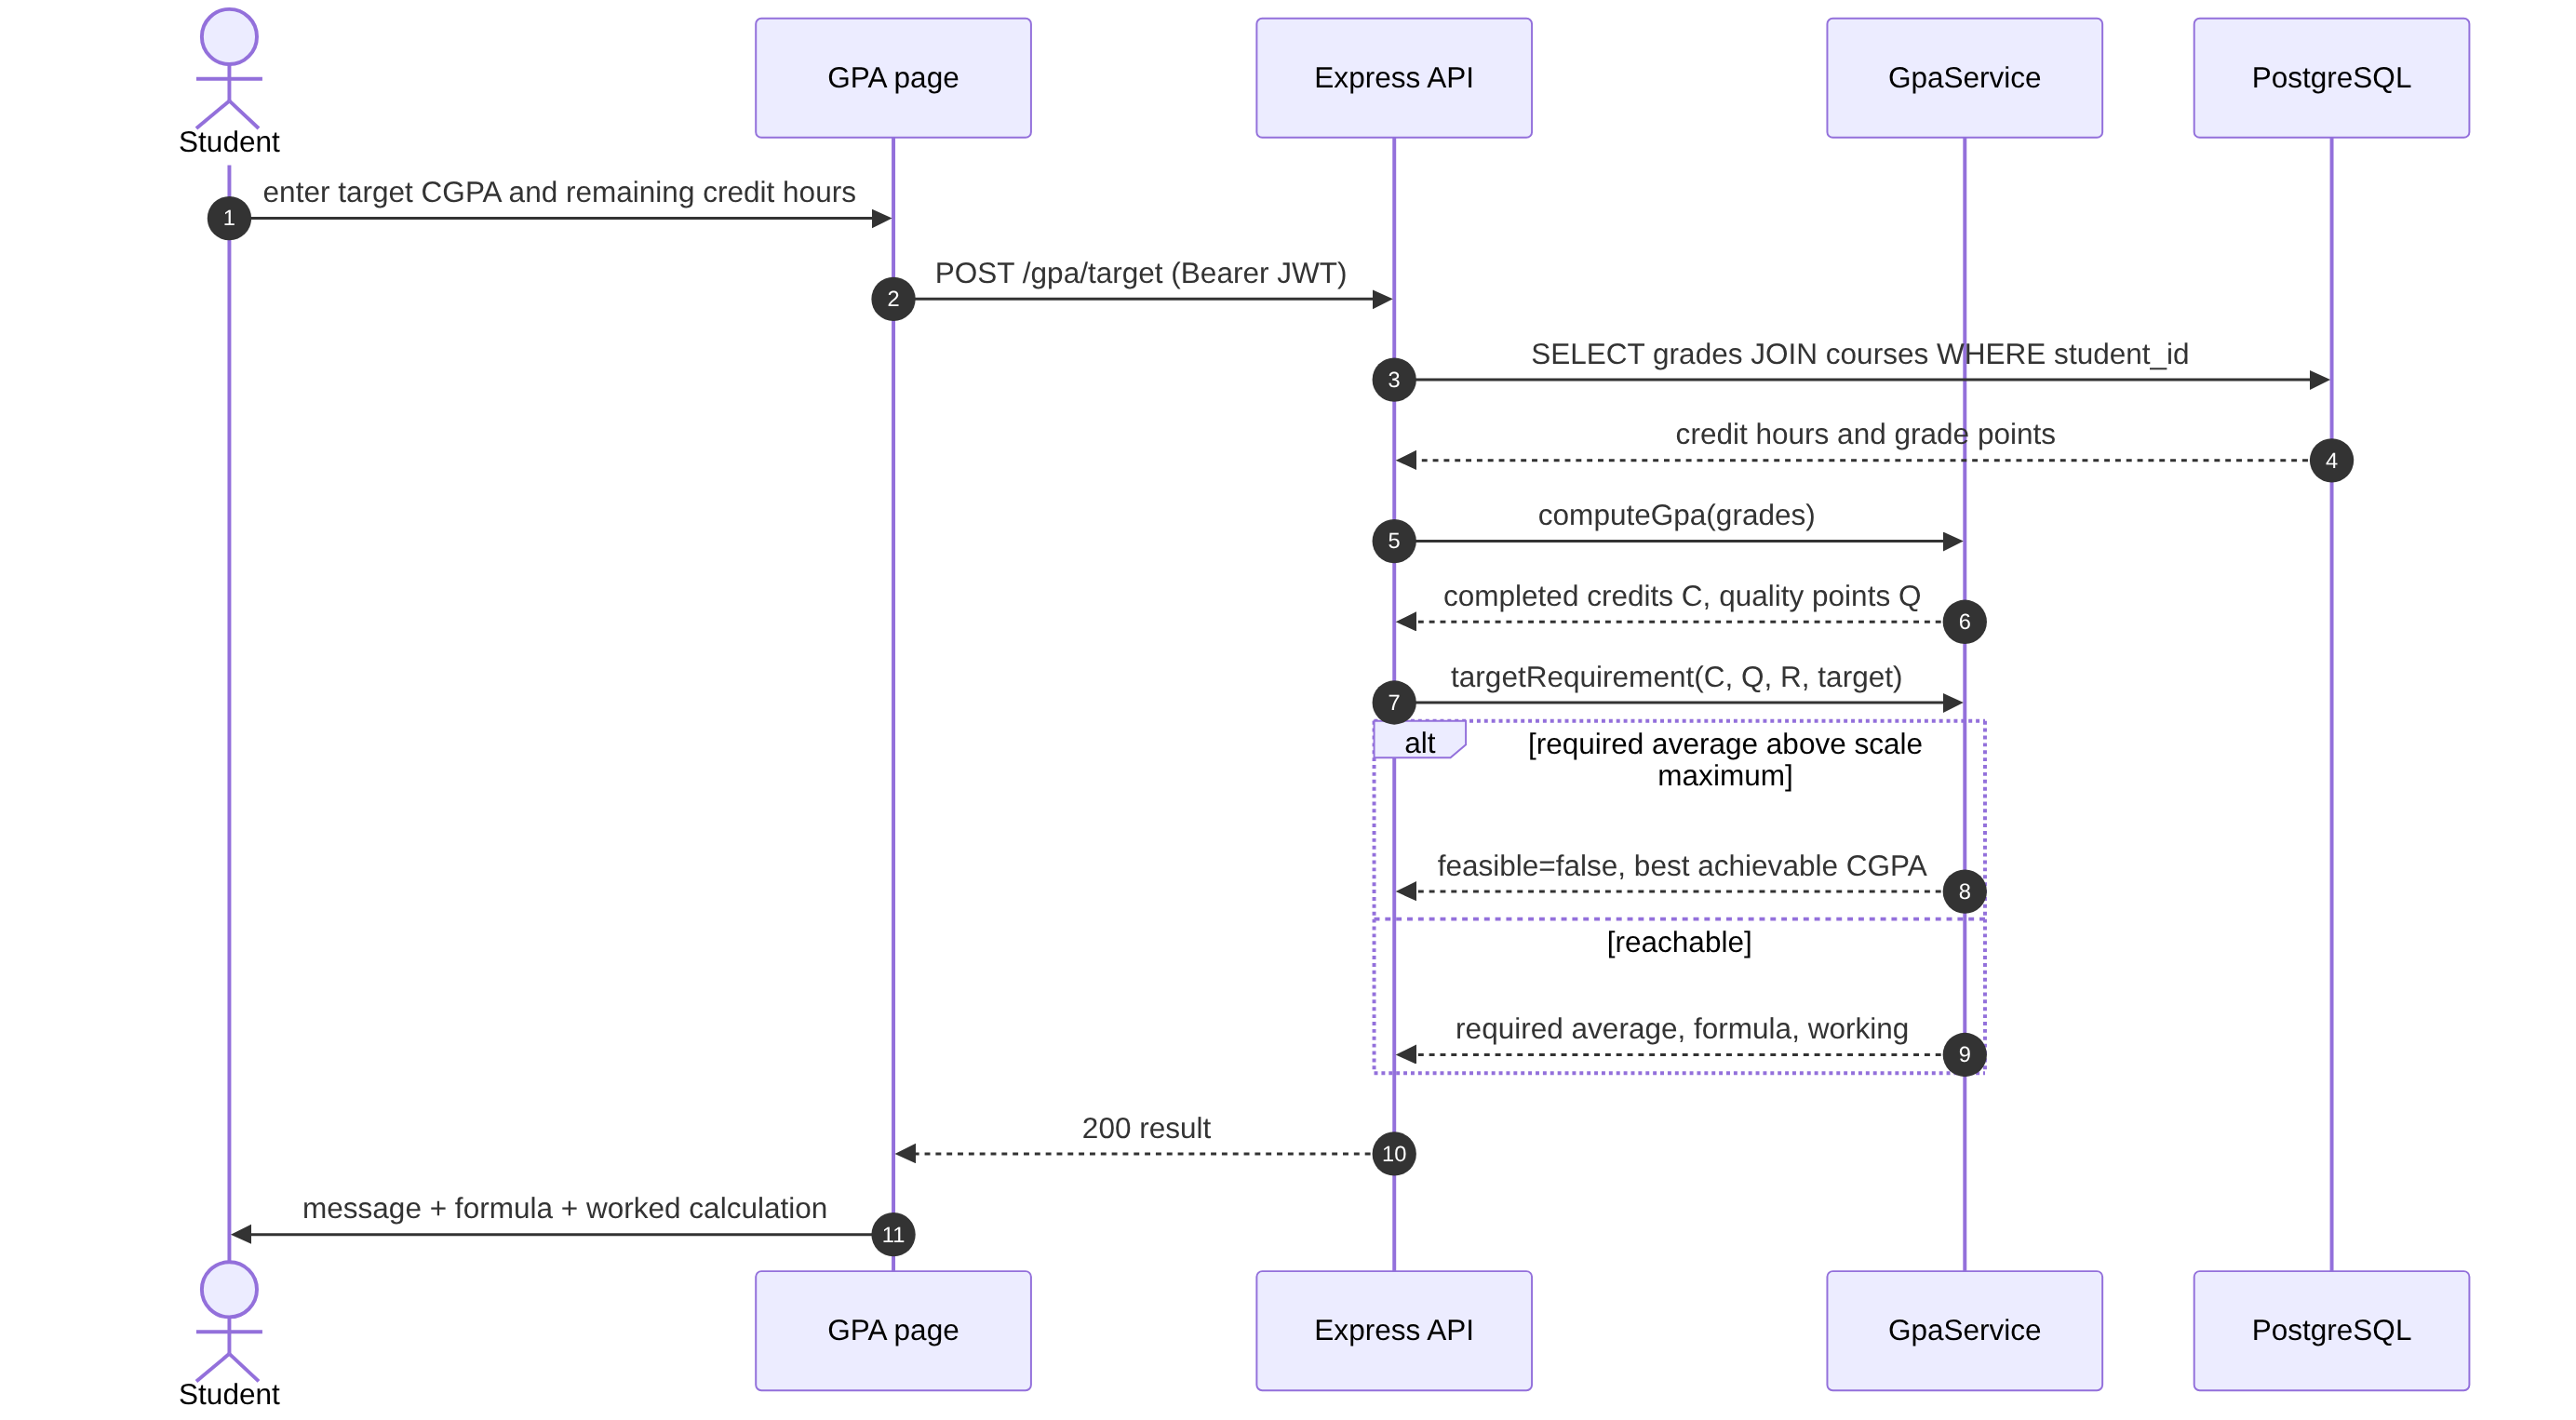 Student
GPA page
Express API
GpaService
PostgreSQL
enter target CGPA and remaining credit hours
1
POST /gpa/target (Bearer JWT)
2
SELECT grades JOIN courses WHERE student_id
3
credit hours and grade points
4
computeGpa(grades)
5
completed credits C, quality points Q
6
targetRequirement(C, Q, R, target)
7
alt
[required average above scale
maximum]
feasible=false, best achievable CGPA
8
[reachable]
required average, formula, working
9
200 result
10
message + formula + worked calculation
11
Student
GPA page
Express API
GpaService
PostgreSQL